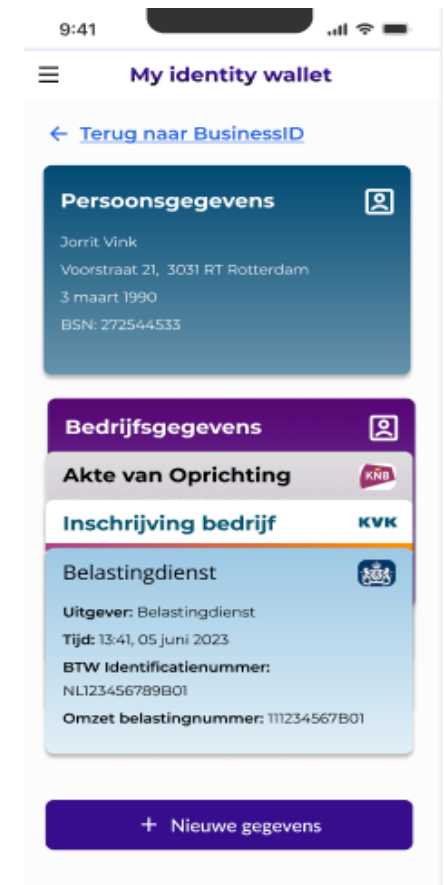 9:41
My identity wallet
← Terug naar BusinessID
Persoonsgegevens
Jorrit Vink
Voorstraat 21, 3031 RT Rotterdam
3 maart 1990
BSN: 272544533
Bedrijfsgegevens
Akte van Oprichting KNB
Inschrijving bedrijf KVK
Belastingdienst
Uitgever: Belastingdienst
Tijd: 13:41, 05 juni 2023
BTW Identificatienummer:
NL123456789B01
Omzet belastingnummer: 111234567B01
+ Nieuwe gegevens